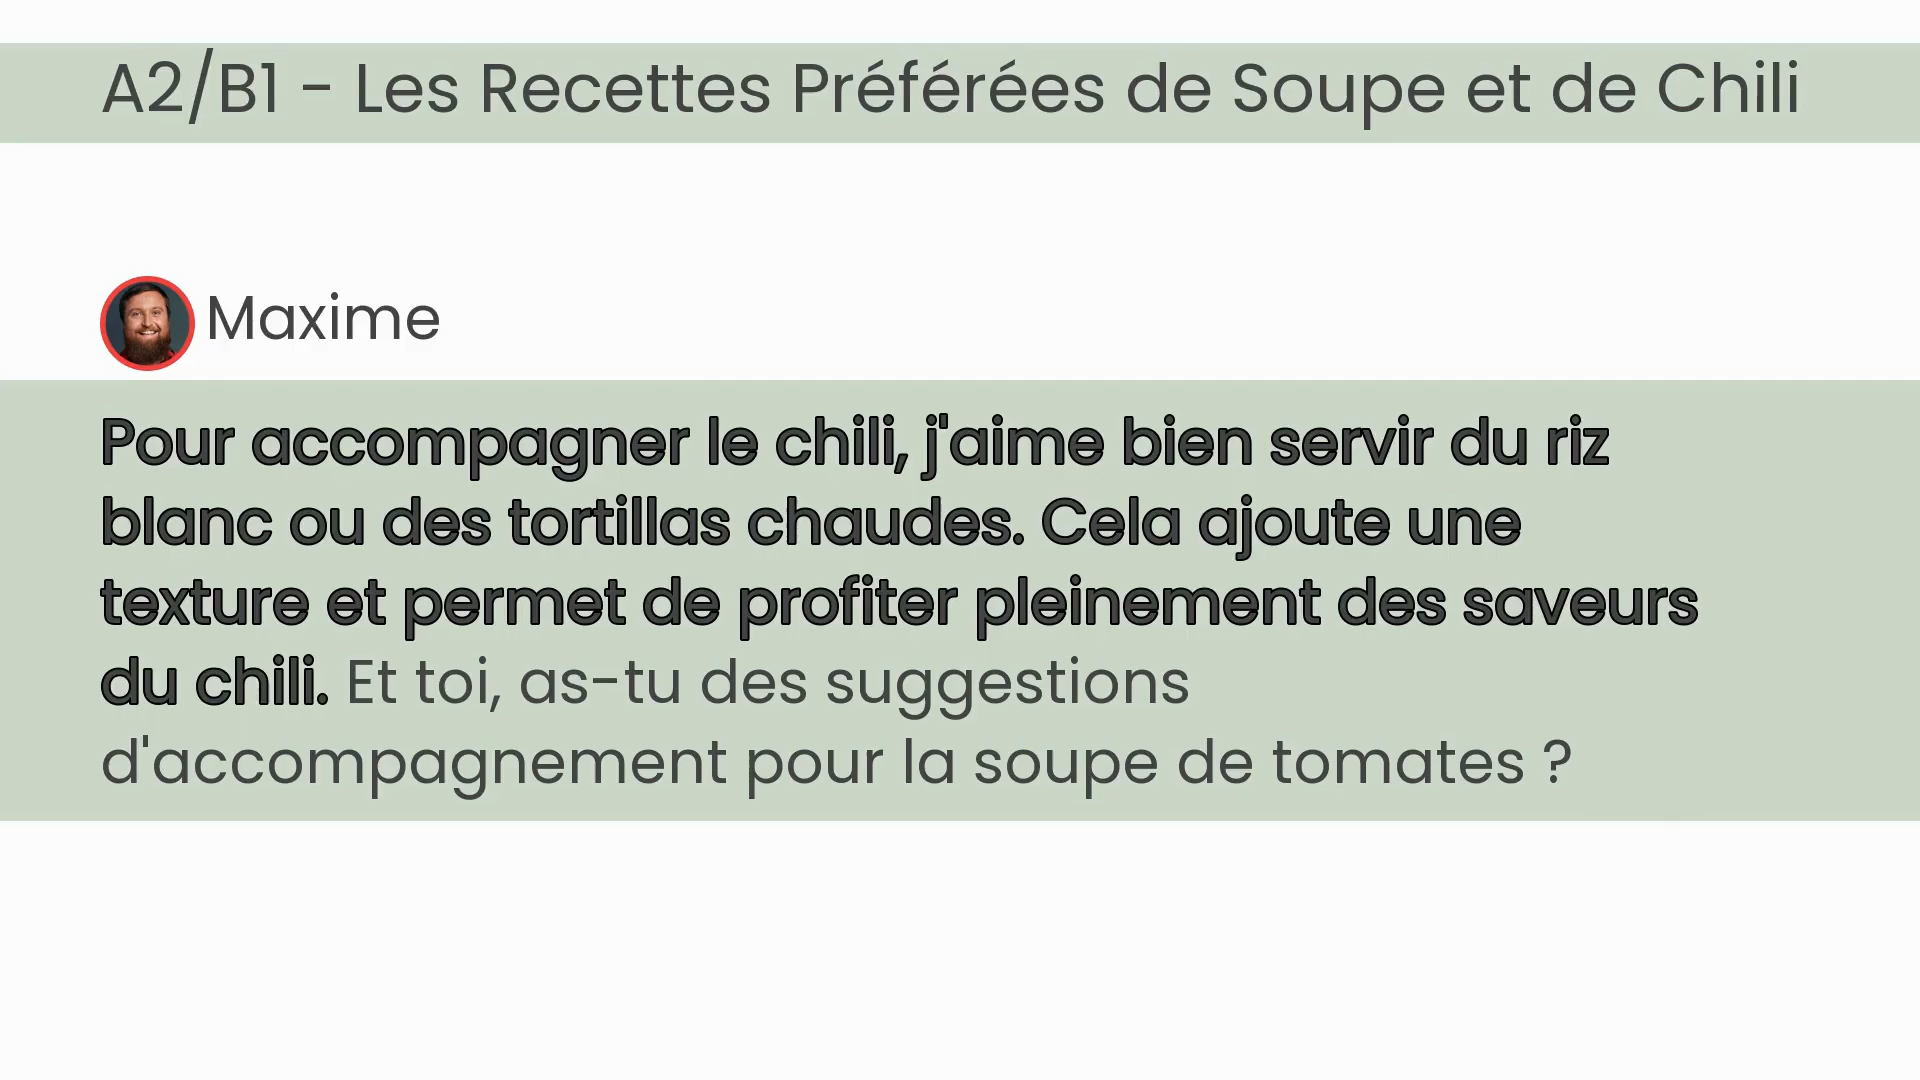 A2/B1 - Les Recettes Préférées de Soupe et de Chili
Maxime
Pour accompagner le chili, j'aime bien servir du riz
blanc ou des tortillas chaudes. Cela ajoute une
texture et permet de profiter pleinement des saveurs
du chili. Et toi, as-tu des suggestions
d'accompagnement pour la soupe de tomates ?